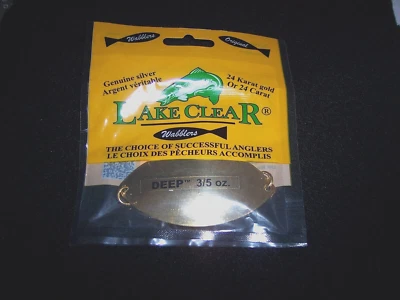 Wabblers
Original
Genuine silver
Argent véritable
24 Karat gold
Or 24 Carat
LAKE CLEAR®
Wabblers
THE CHOICE OF SUCCESSFUL ANGLERS
LE CHOIX DES PÊCHEURS ACCOMPLIS
DEEP™ 3/5 oz.